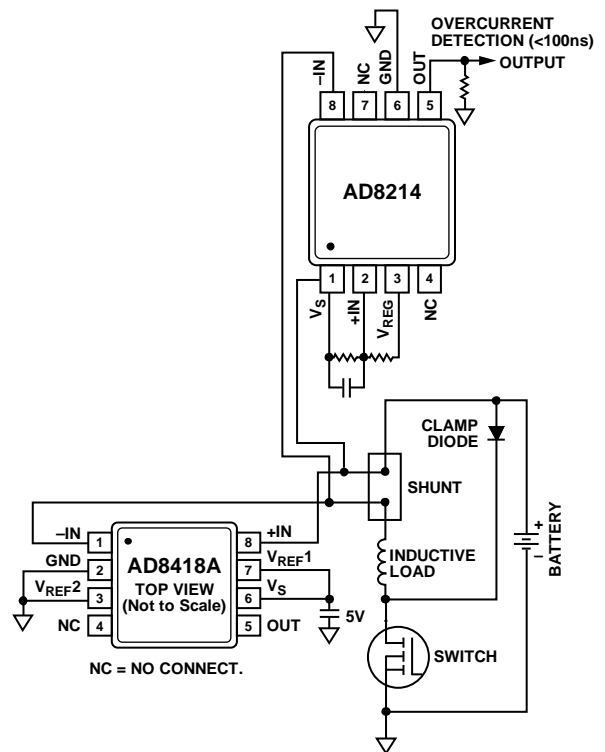 OVERCURRENT
DETECTION (<100ns)
OUTPUT
–IN
NC
GND
OUT
8
7
6
5
AD8214
1
2
3
4
VS
+IN
VREG
NC
CLAMP
DIODE
SHUNT
INDUCTIVE
LOAD
+
–
BATTERY
SWITCH
–IN
GND
VREF2
NC
1
2
3
4
AD8418A
TOP VIEW
(Not to Scale)
8
7
6
5
+IN
VREF1
VS
OUT
5V
NC = NO CONNECT.